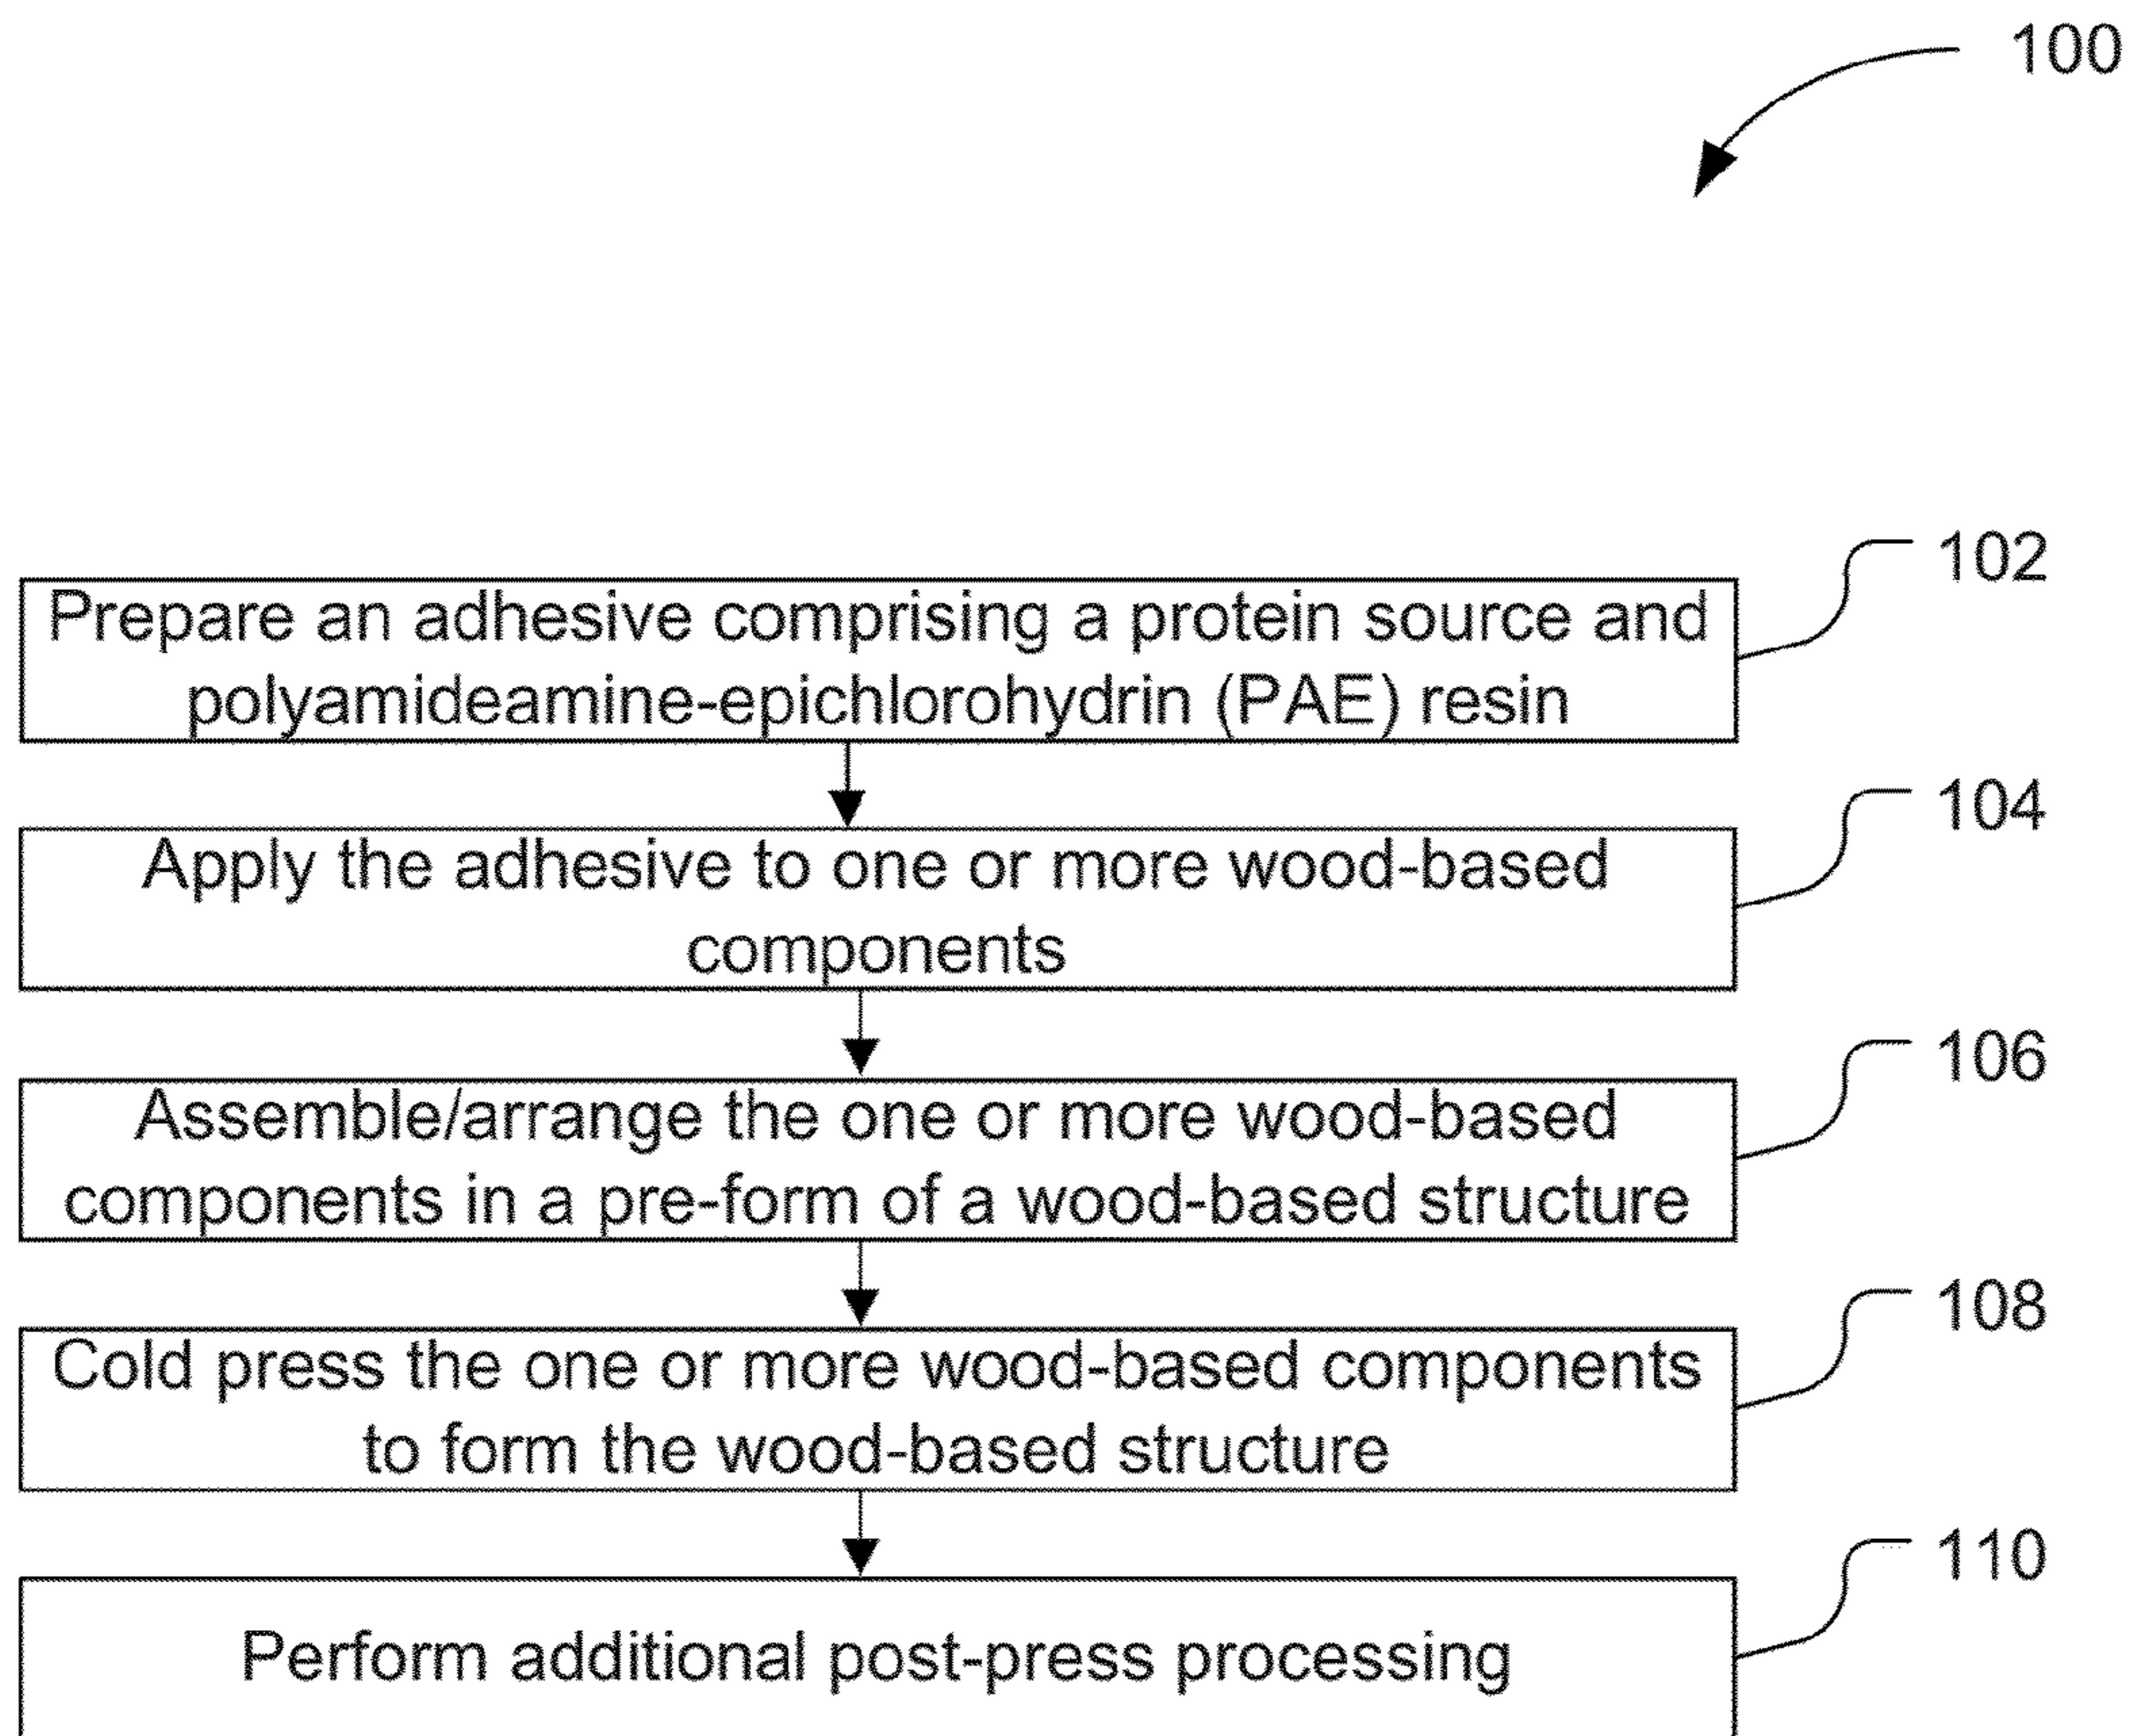 100
102
Prepare an adhesive comprising a protein source and
polyamideamine-epichlorohydrin (PAE) resin
104
Apply the adhesive to one or more wood-based
components
106
Assemble/arrange the one or more wood-based
components in a pre-form of a wood-based structure
108
Cold press the one or more wood-based components
to form the wood-based structure
110
Perform additional post-press processing